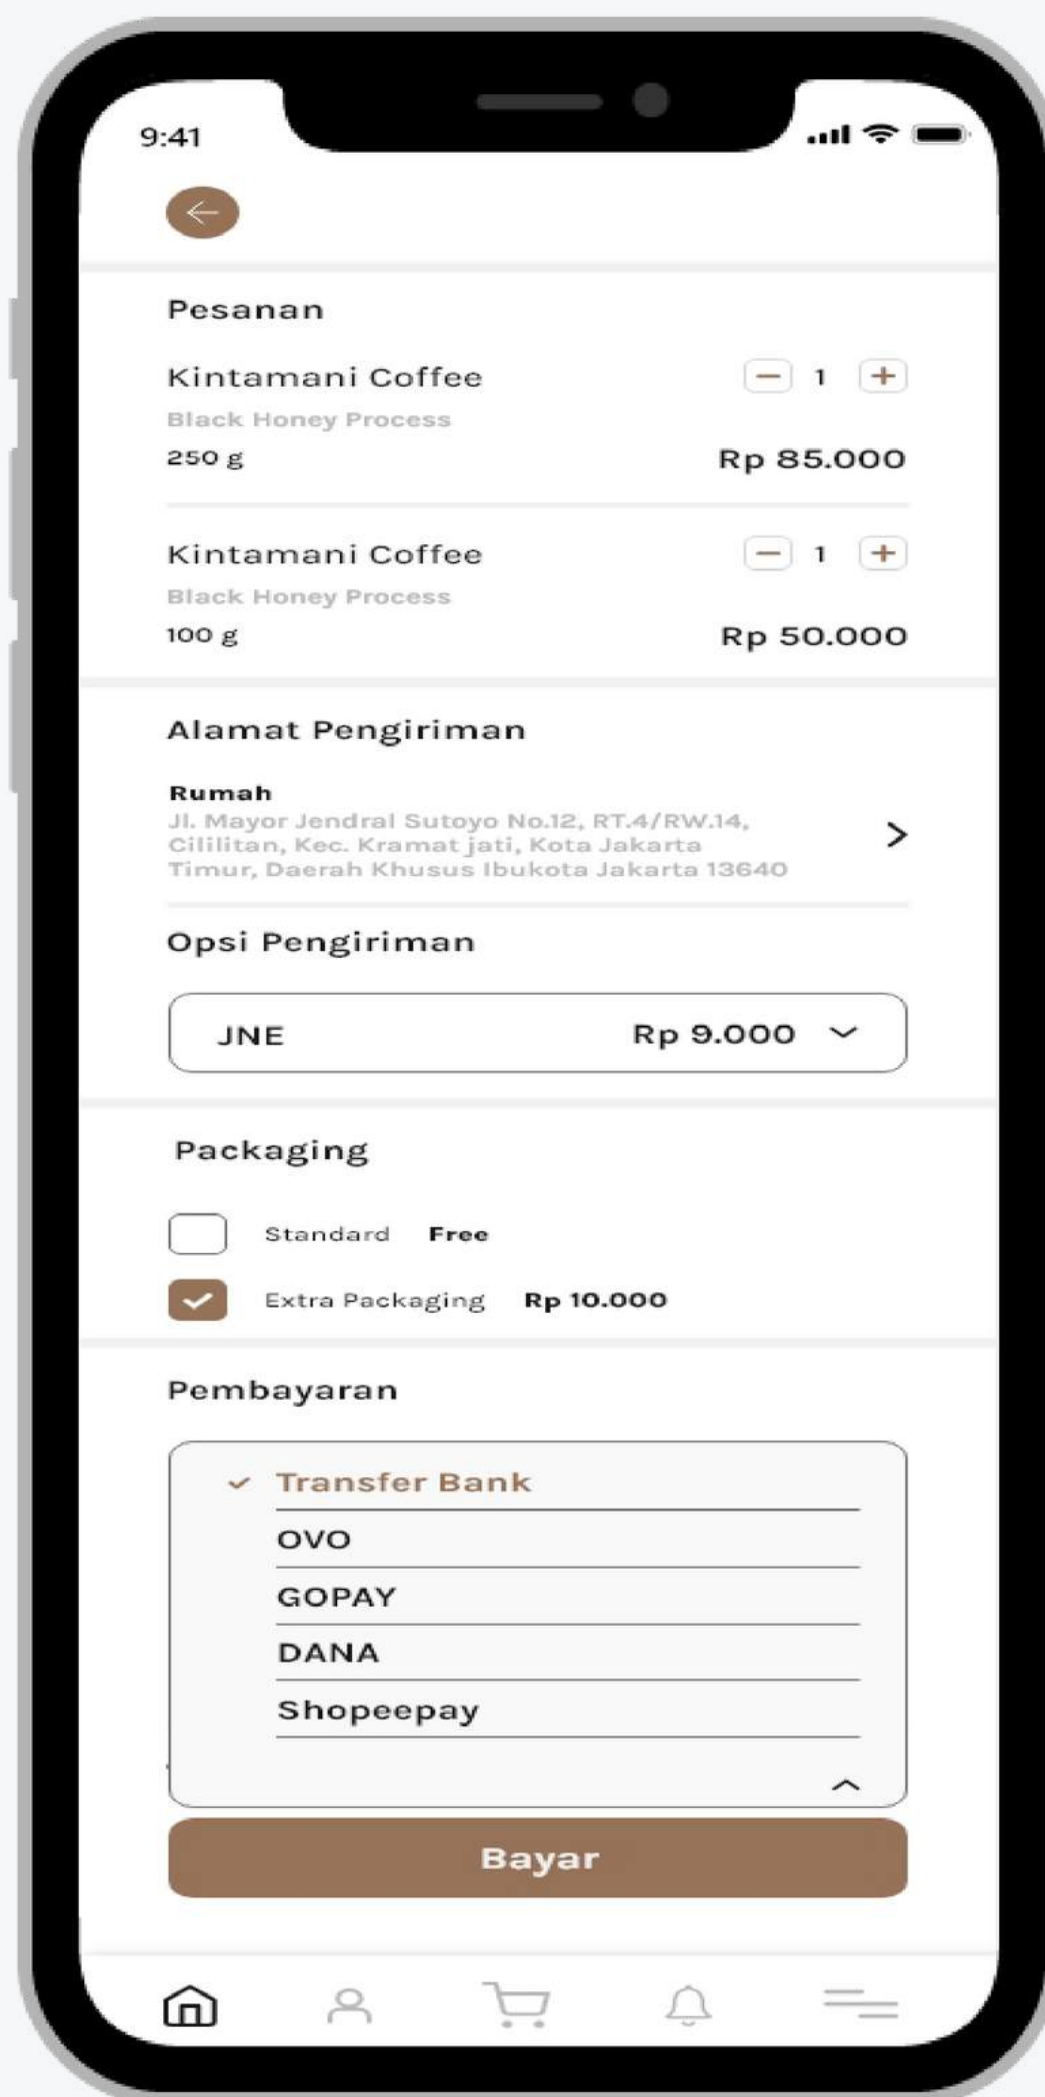 9:41
Pesanan
Kintamani Coffee 1
Black Honey Process
250 g Rp 85.000
Kintamani Coffee 1
Black Honey Process
100 g Rp 50.000
Alamat Pengiriman
Rumah
Jl. Mayor Jendral Sutoyo No.12, RT.4/RW.14,
Cililitan, Kec. Kramat jati, Kota Jakarta
Timur, Daerah Khusus Ibukota Jakarta 13640
Opsi Pengiriman
JNE Rp 9.000
Packaging
Standard Free
Extra Packaging Rp 10.000
Pembayaran
Transfer Bank
OVO
GOPAY
DANA
Shopeepay
Bayar